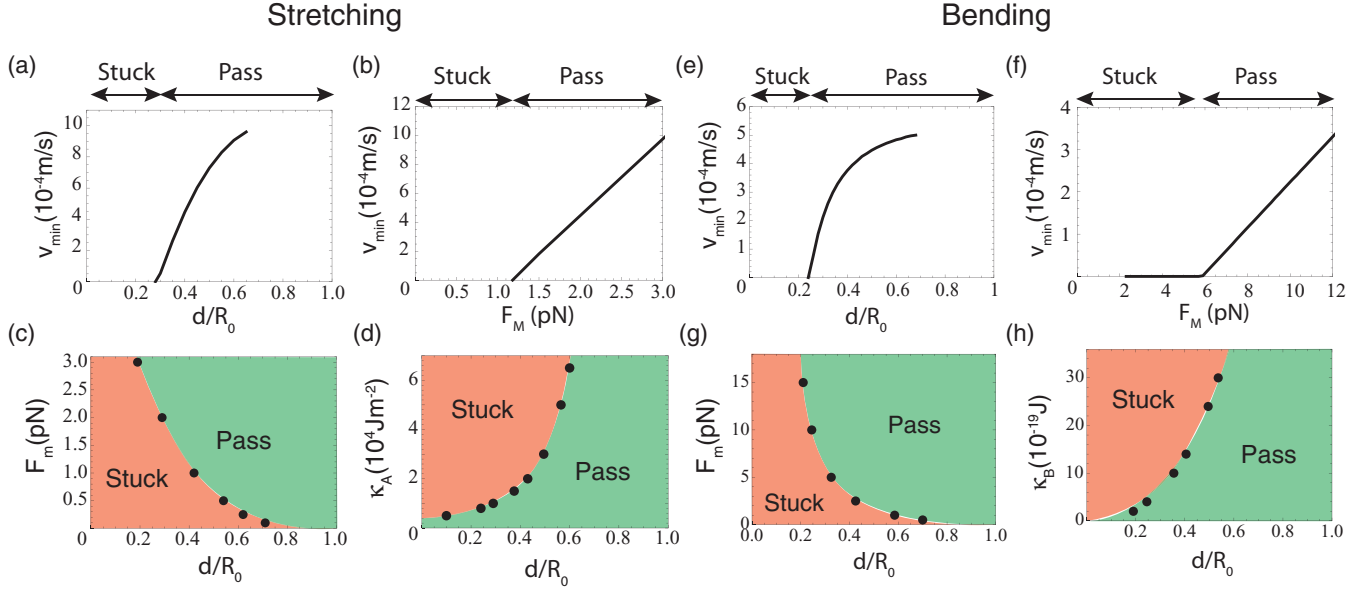 Stretching
Bending
(a)
Stuck
Pass
v_min(10^-4m/s)
10
8
6
4
2
0
0.2
0.4
0.6
0.8
1.0
d/R_0
(b)
Stuck
Pass
v_min(10^-4m/s)
12
10
8
6
4
2
0
0.5
1.0
1.5
2.0
2.5
3.0
F_M (pN)
(e)
Stuck
Pass
v_min(10^-4m/s)
6
5
4
3
2
1
0
0.2
0.4
0.6
0.8
1
d/R_0
(f)
Stuck
Pass
v_min(10^-4m/s)
4
3
2
1
0
2
4
6
8
10
12
F_M (pN)
(c)
F_m(pN)
3.0
2.5
2.0
1.5
1.0
0.5
0
Stuck
Pass
0.2
0.4
0.6
0.8
1.0
d/R_0
(d)
κ_A(10^4Jm^-2)
6
4
2
0
Stuck
Pass
0.0
0.2
0.4
0.6
0.8
1.0
d/R_0
(g)
F_m(pN)
15
10
5
0
Stuck
Pass
0.0
0.2
0.4
0.6
0.8
1.0
d/R_0
(h)
κ_B(10^-19J)
30
20
10
0
Stuck
Pass
0.2
0.4
0.6
0.8
1.0
d/R_0